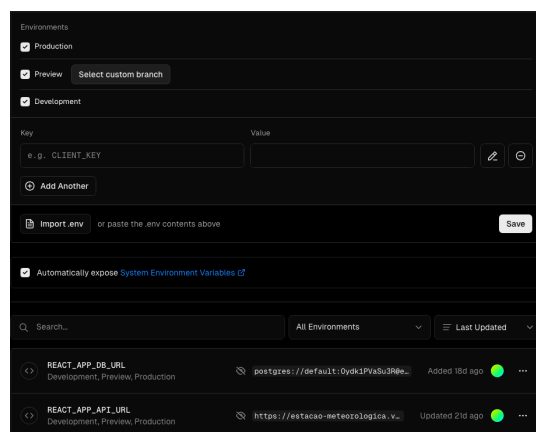 Environments
Production
Preview Select custom branch
Development
Key Value
e.g. CLIENT_KEY
Add Another
Import .env or paste the .env contents above Save
Automatically expose System Environment Variables
Search... All Environments Last Updated
REACT_APP_DB_URL postgres://default:Oydk1PVaSu3R@e… Added 18d ago
Development, Preview, Production
REACT_APP_API_URL https://estacao-meteorologica.v… Updated 21d ago
Development, Preview, Production